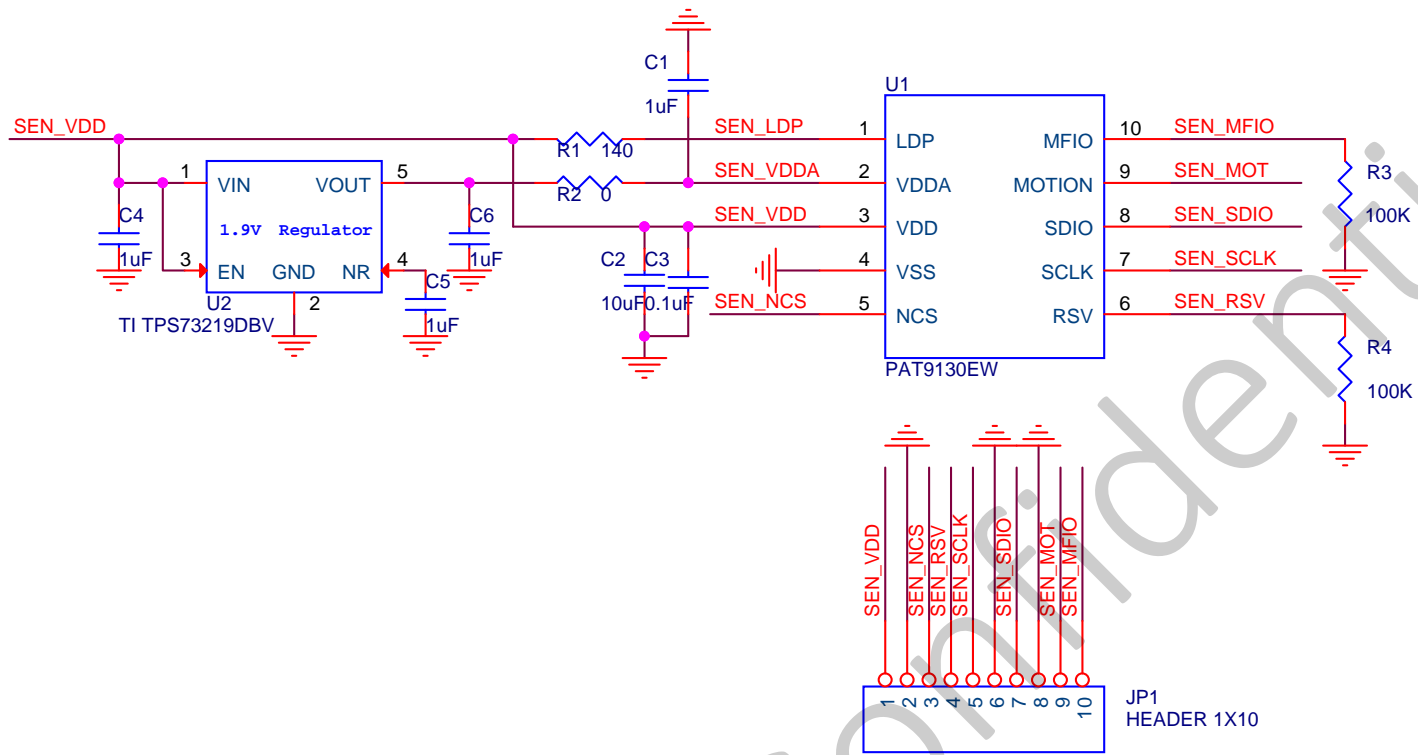 SEN_VDD
1
VIN
VOUT
5
1.9V Regulator
3
EN
GND
NR
4
U2
2
TI TPS73219DBV
C4
1uF
C6
1uF
C5
1uF
C1
1uF
R1 140
R2 0
SEN_LDP
SEN_VDDA
SEN_VDD
SEN_NCS
C2
C3
10uF
0.1uF
U1
1
LDP
2
VDDA
3
VDD
4
VSS
5
NCS
MFIO
10
MOTION
9
SDIO
8
SCLK
7
RSV
6
PAT9130EW
SEN_MFIO
SEN_MOT
SEN_SDIO
SEN_SCLK
SEN_RSV
R3
100K
R4
100K
SEN_VDD
SEN_NCS
SEN_RSV
SEN_SCLK
SEN_SDIO
SEN_MOT
SEN_MFIO
1
2
3
4
5
6
7
8
9
10
JP1
HEADER 1X10